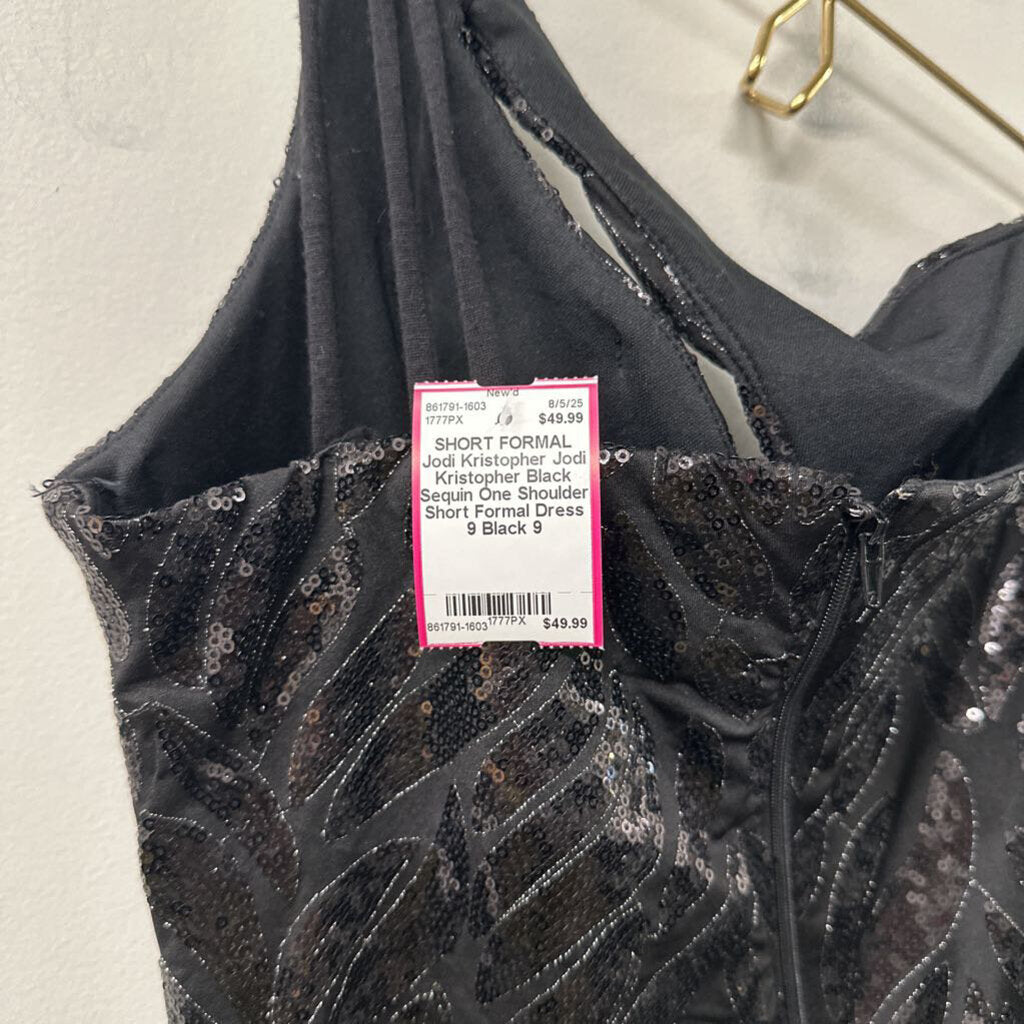 New'd
861791-1603 8/5/25
1777PX $49.99
SHORT FORMAL
Jodi Kristopher Jodi
Kristopher Black
Sequin One Shoulder
Short Formal Dress
9 Black 9
861791-1603 1777PX $49.99